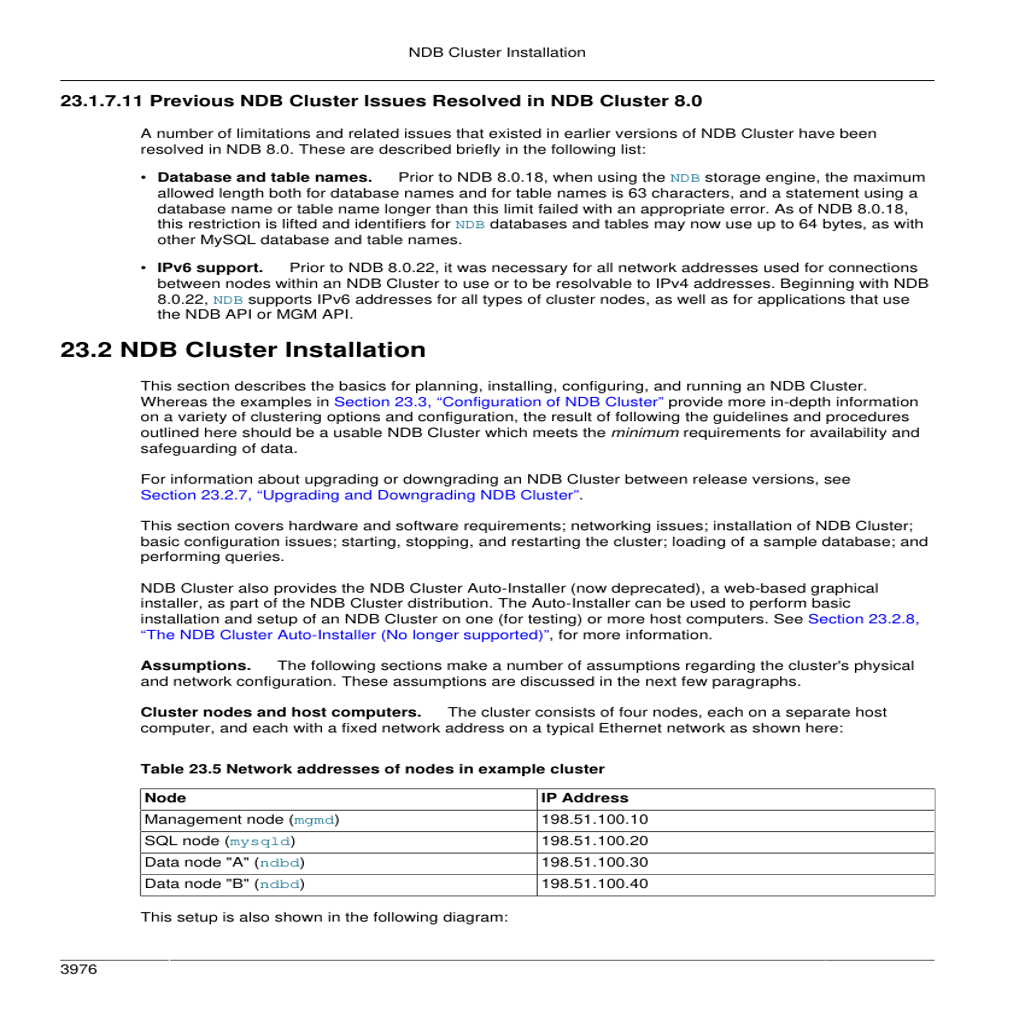 NDB Cluster Installation
23.1.7.11 Previous NDB Cluster Issues Resolved in NDB Cluster 8.0
A number of limitations and related issues that existed in earlier versions of NDB Cluster have been
resolved in NDB 8.0. These are described briefly in the following list:
• Database and table names. Prior to NDB 8.0.18, when using the NDB storage engine, the maximum
allowed length both for database names and for table names is 63 characters, and a statement using a
database name or table name longer than this limit failed with an appropriate error. As of NDB 8.0.18,
this restriction is lifted and identifiers for NDB databases and tables may now use up to 64 bytes, as with
other MySQL database and table names.
• IPv6 support. Prior to NDB 8.0.22, it was necessary for all network addresses used for connections
between nodes within an NDB Cluster to use or to be resolvable to IPv4 addresses. Beginning with NDB
8.0.22, NDB supports IPv6 addresses for all types of cluster nodes, as well as for applications that use
the NDB API or MGM API.
23.2 NDB Cluster Installation
This section describes the basics for planning, installing, configuring, and running an NDB Cluster.
Whereas the examples in Section 23.3, “Configuration of NDB Cluster” provide more in-depth information
on a variety of clustering options and configuration, the result of following the guidelines and procedures
outlined here should be a usable NDB Cluster which meets the minimum requirements for availability and
safeguarding of data.
For information about upgrading or downgrading an NDB Cluster between release versions, see
Section 23.2.7, “Upgrading and Downgrading NDB Cluster”.
This section covers hardware and software requirements; networking issues; installation of NDB Cluster;
basic configuration issues; starting, stopping, and restarting the cluster; loading of a sample database; and
performing queries.
NDB Cluster also provides the NDB Cluster Auto-Installer (now deprecated), a web-based graphical
installer, as part of the NDB Cluster distribution. The Auto-Installer can be used to perform basic
installation and setup of an NDB Cluster on one (for testing) or more host computers. See Section 23.2.8,
“The NDB Cluster Auto-Installer (No longer supported)”, for more information.
Assumptions. The following sections make a number of assumptions regarding the cluster's physical
and network configuration. These assumptions are discussed in the next few paragraphs.
Cluster nodes and host computers. The cluster consists of four nodes, each on a separate host
computer, and each with a fixed network address on a typical Ethernet network as shown here:
Table 23.5 Network addresses of nodes in example cluster
Node IP Address
Management node (mgmd) 198.51.100.10
SQL node (mysqld) 198.51.100.20
Data node "A" (ndbd) 198.51.100.30
Data node "B" (ndbd) 198.51.100.40
This setup is also shown in the following diagram:
3976